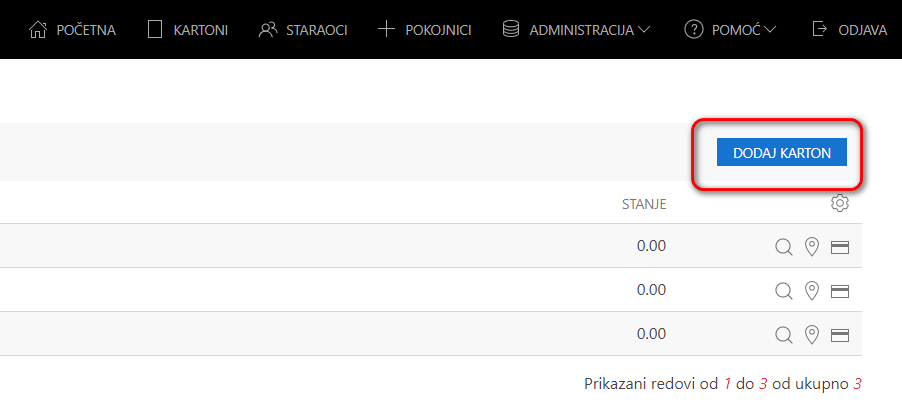 POČETNA KARTONI STARAOCI POKOJNICI ADMINISTRACIJA POMOĆ ODJAVA
DODAJ KARTON
STANJE
0.00
0.00
0.00
Prikazani redovi od 1 do 3 od ukupno 3